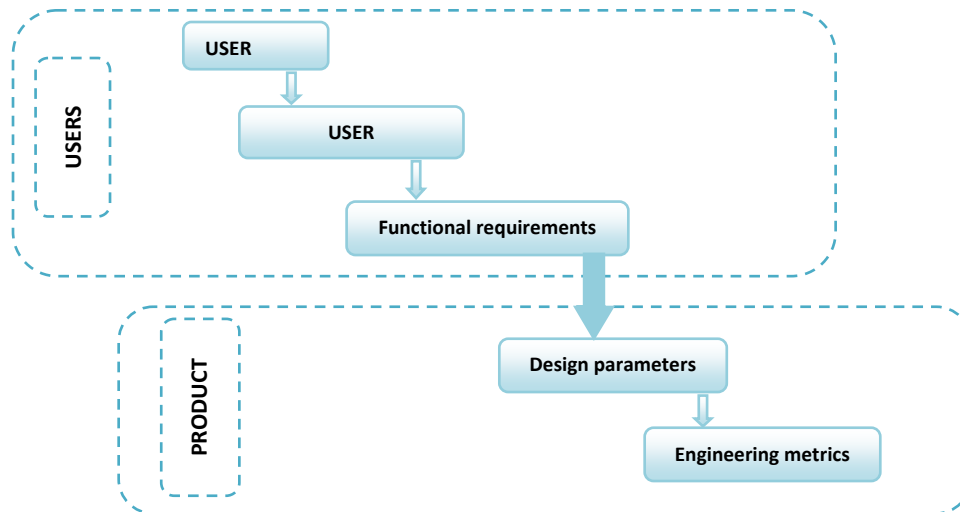 USER
USERS
USER
Functional requirements
PRODUCT
Design parameters
Engineering metrics